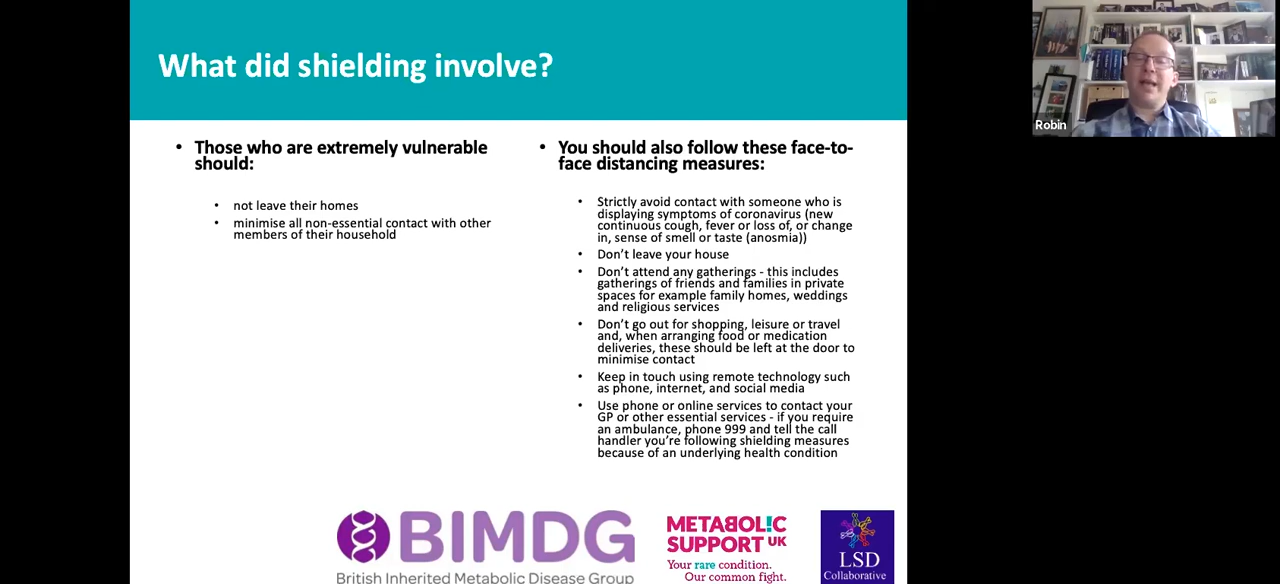 What did shielding involve?
Robin
• Those who are extremely vulnerable
should:
• not leave their homes
• minimise all non-essential contact with other
members of their household
• You should also follow these face-to-
face distancing measures:
• Strictly avoid contact with someone who is
displaying symptoms of coronavirus (new
continuous cough, fever or loss of, or change
in, sense of smell or taste (anosmia))
• Don’t leave your house
• Don’t attend any gatherings - this includes
gatherings of friends and families in private
spaces for example family homes, weddings
and religious services
• Don’t go out for shopping, leisure or travel
and, when arranging food or medication
deliveries, these should be left at the door to
minimise contact
• Keep in touch using remote technology such
as phone, internet, and social media
• Use phone or online services to contact your
GP or other essential services - if you require
an ambulance, phone 999 and tell the call
handler you’re following shielding measures
because of an underlying health condition
BIMDG
British Inherited Metabolic Disease Group
METABOL!C
SUPPORT UK
Your rare condition.
Our common fight.
LSD
Collaborative